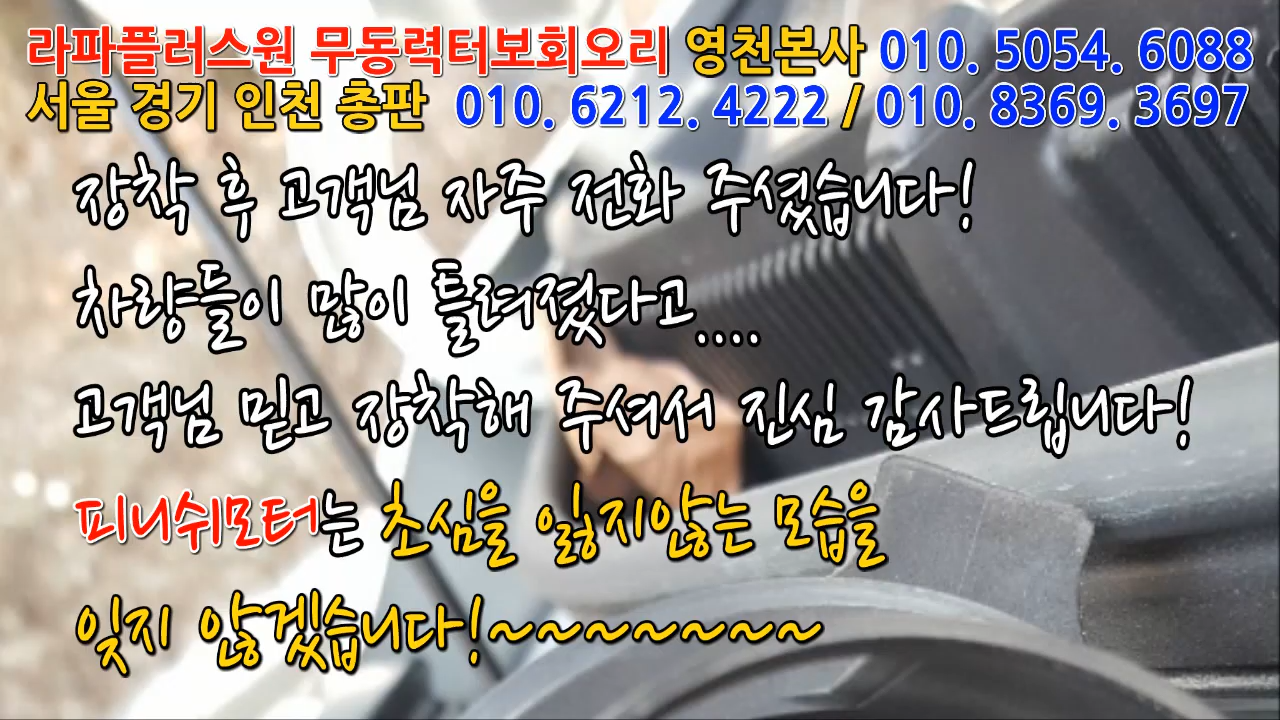 라파플러스원 무동력터보회오리 영천본사 010. 5054. 6088
서울 경기 인천 총판 010. 6212. 4222 / 010. 8369. 3697
장착 후 고객님 자주 전화 주셨습니다!
차량들이 많이 틀려졌다고....
고객님 믿고 장착해 주셔서 진심 감사드립니다!
피니쉬모터는 초심을 잃지않는 모습을
잊지 않겠습니다!~~~~~~~